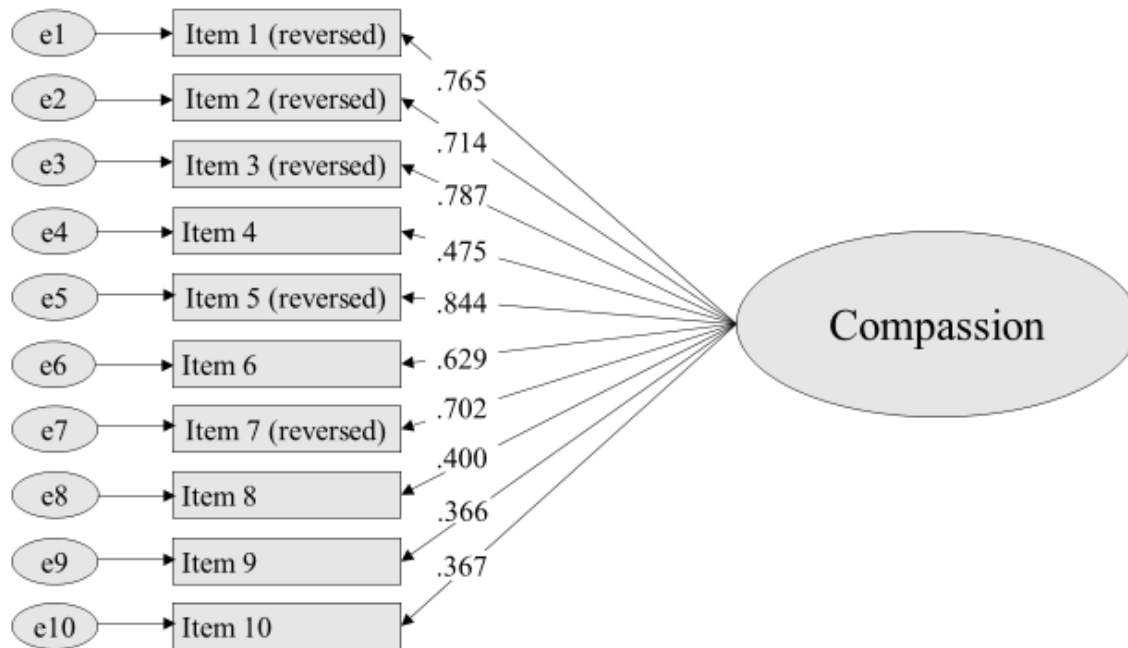 e1 Item 1 (reversed)
.765
e2 Item 2 (reversed)
.714
e3 Item 3 (reversed)
.787
e4 Item 4
.475
e5 Item 5 (reversed)
.844
Compassion
e6 Item 6
.629
e7 Item 7 (reversed)
.702
e8 Item 8
.400
e9 Item 9
.366
e10 Item 10
.367